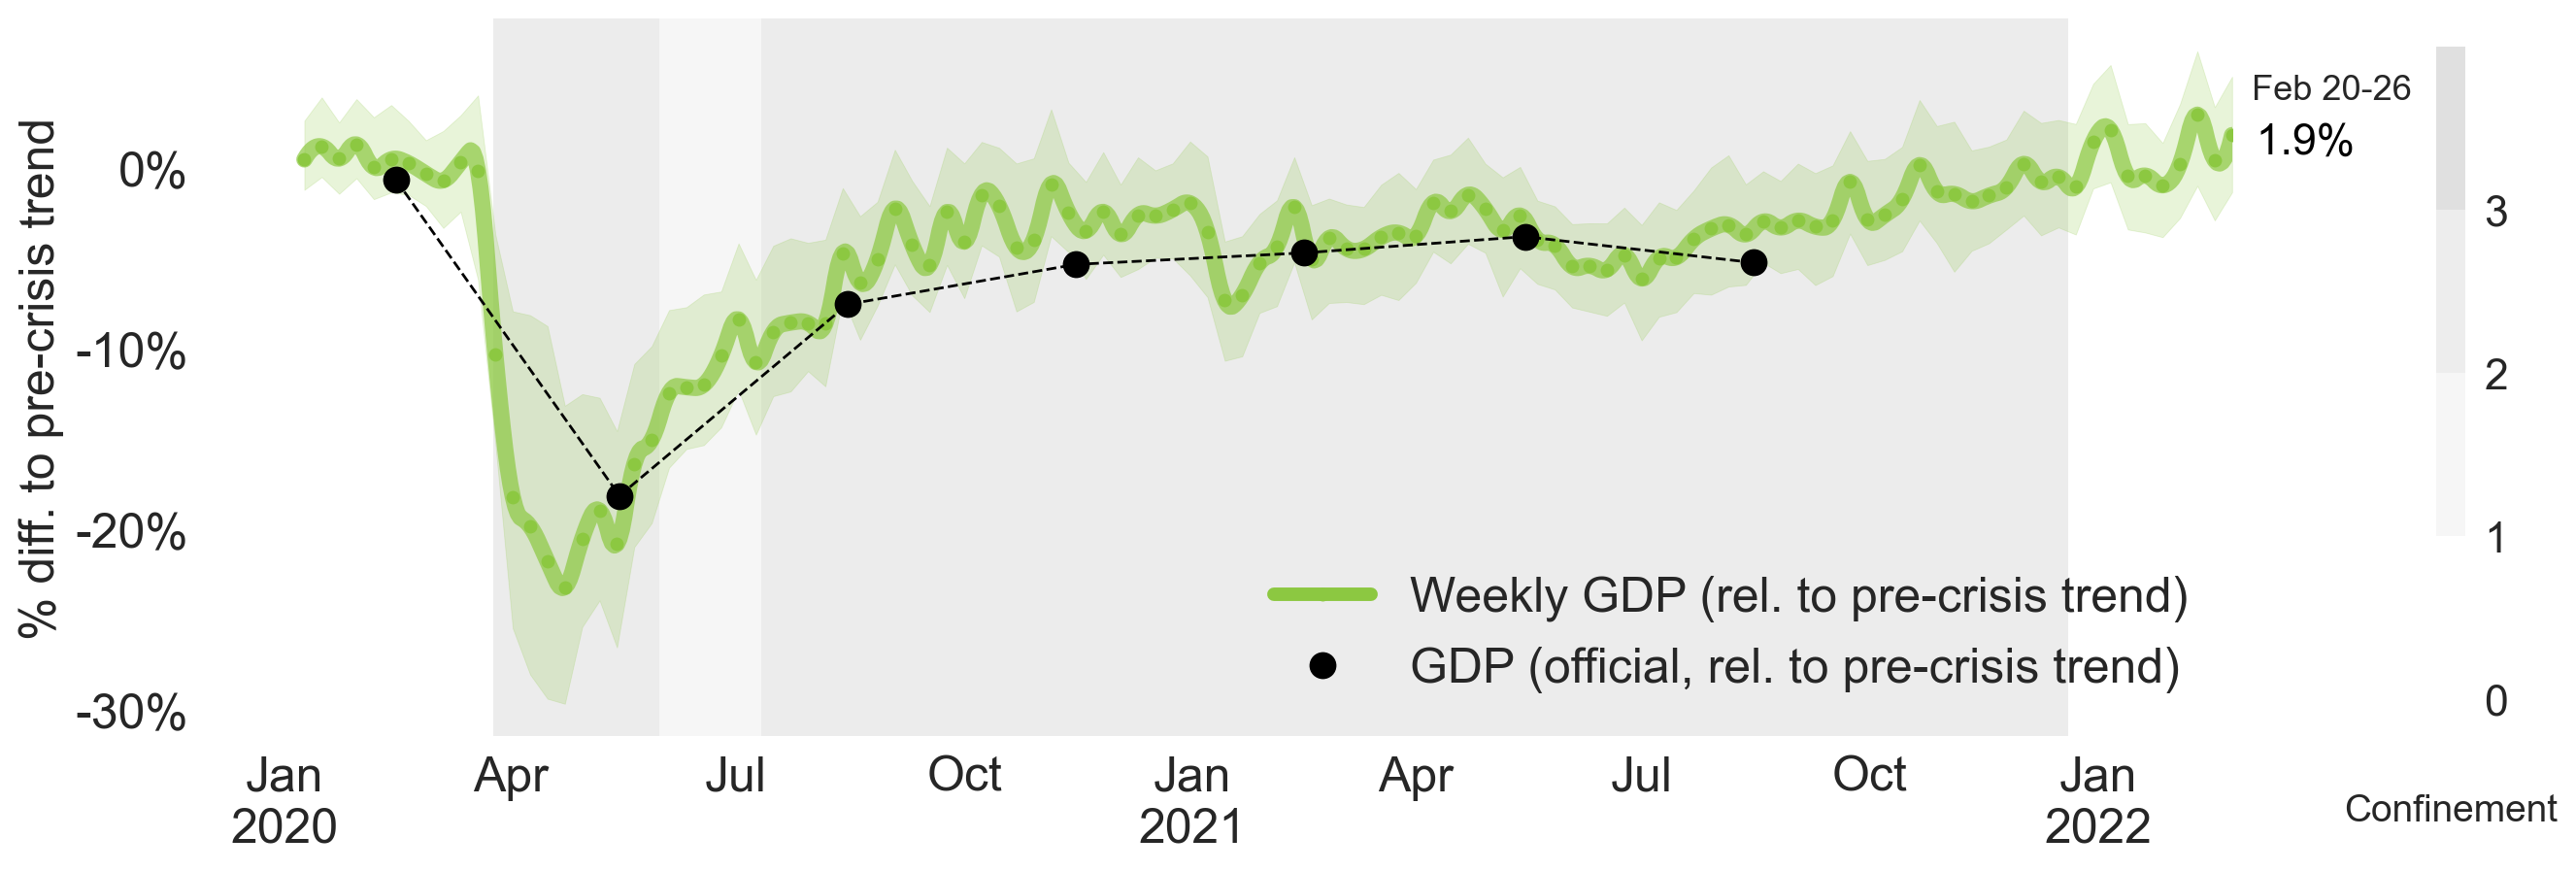 % diff. to pre-crisis trend
0%
-10%
-20%
-30%
Jan
2020
Apr
Jul
Oct
Jan
2021
Apr
Jul
Oct
Jan
2022
Weekly GDP (rel. to pre-crisis trend)
GDP (official, rel. to pre-crisis trend)
Feb 20-26
1.9%
3
2
1
0
Confinement